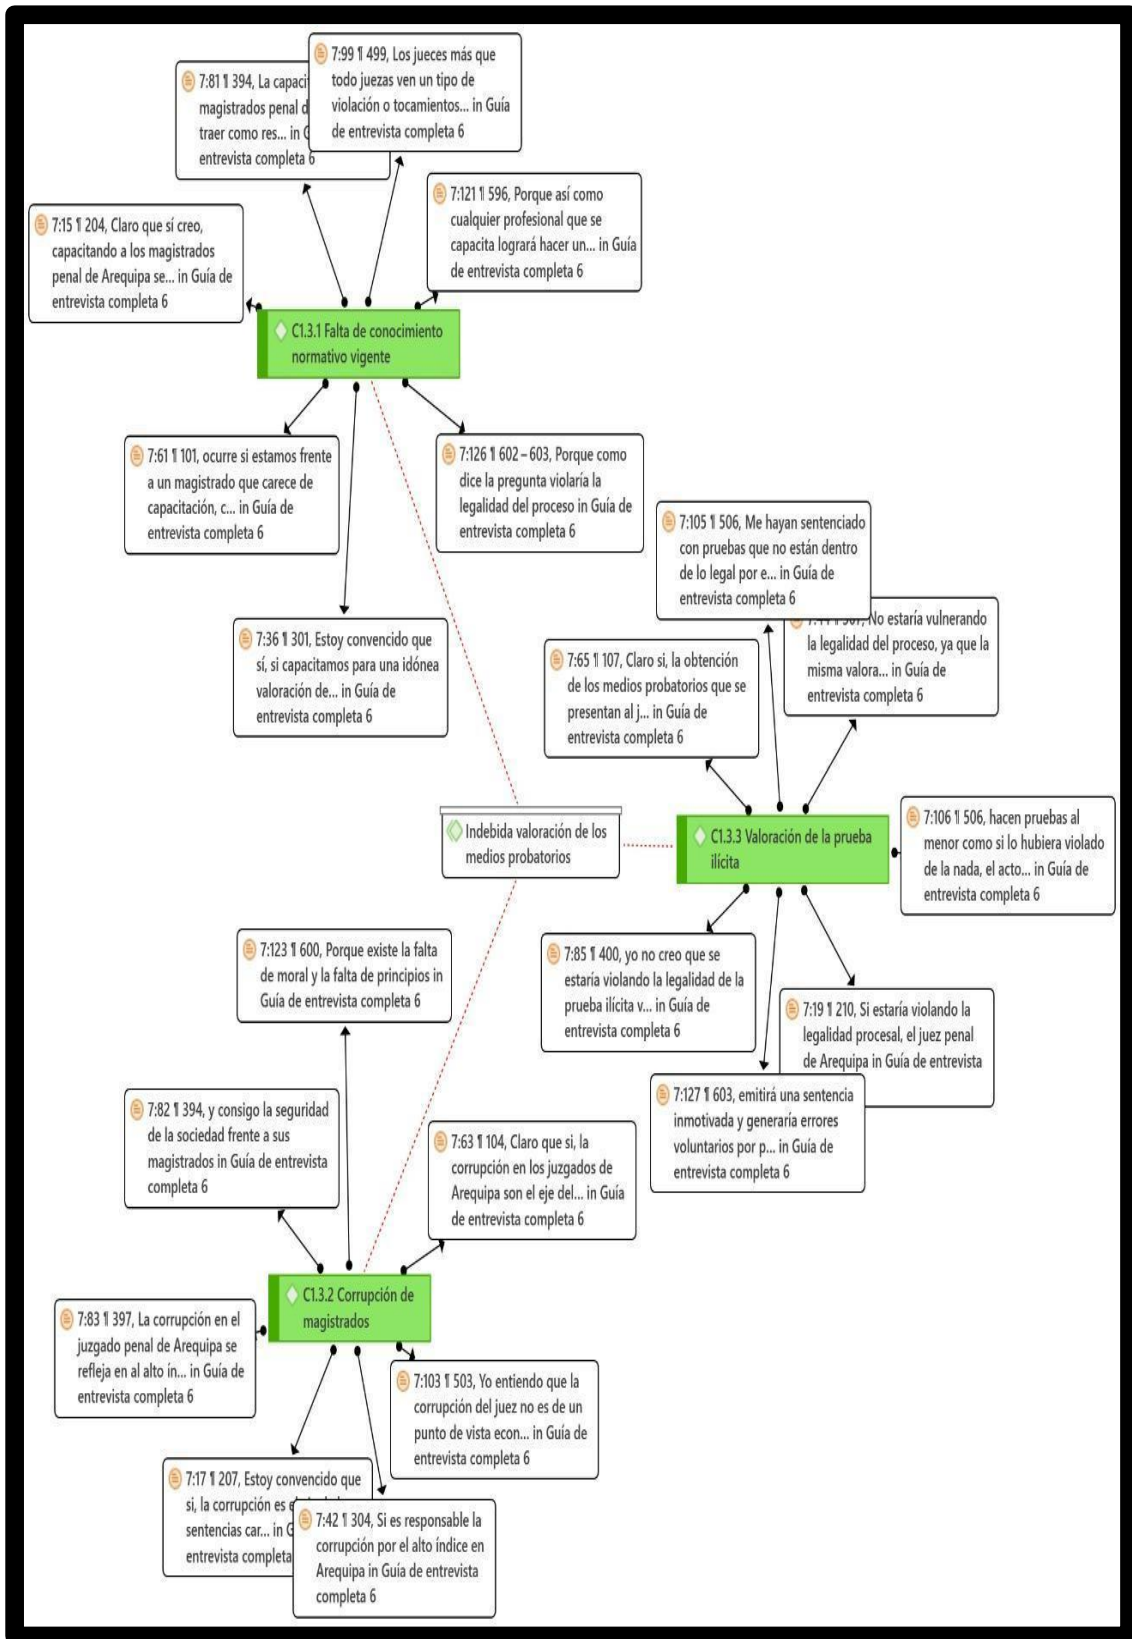 7:99 ¶ 499, Los jueces más que
todo juezas ven un tipo de
violación o tocamientos... in Guía
de entrevista completa 6
7:81 ¶ 394, La
magistrados penal
traer como res... in
entrevista completa 6
7:121 ¶ 596, Porque así como
cualquier profesional que se
capacita logrará hacer un... in Guía
de entrevista completa 6
7:15 ¶ 204, Claro que sí creo,
capacitando a los magistrados
penal de Arequipa se... in Guía de
entrevista completa 6
C1.3.1 Falta de conocimiento
normativo vigente
7:61 ¶ 101, ocurre si estamos frente
a un magistrado que carece de
capacitación, c... in Guía de
entrevista completa 6
7:126 ¶ 602 – 603, Porque como
dice la pregunta violaría la
legalidad del proceso in Guía de
entrevista completa 6
7:36 ¶ 301, Estoy convencido que
sí, si capacitamos para una idónea
valoración de... in Guía de
entrevista completa 6
7:105 ¶ 506, Me hayan sentenciado
con pruebas que no están dentro
de lo legal por e... in Guía de
entrevista completa 6
No estaría vulnerando
la legalidad del proceso, ya que la
misma valora... in Guía de
entrevista completa 6
7:65 ¶ 107, Claro si, la obtención
de los medios probatorios que se
presentan al j... in Guía de
entrevista completa 6
7:106 ¶ 506, hacen pruebas al
menor como si lo hubiera violado
de la nada, el acto... in Guía de
entrevista completa 6
Indebida valoración de los
medios probatorios
C1.3.3 Valoración de la prueba
ilícita
7:85 ¶ 400, yo no creo que se
estaría violando la legalidad de la
prueba ilícita v... in Guía de
entrevista completa 6
7:19 ¶ 210, Si estaría violando la
legalidad procesal, el juez penal
de Arequipa in Guía de entrevista
7:127 ¶ 603, emitirá una sentencia
inmotivada y generaría errores
voluntarios por p... in Guía de
entrevista completa 6
7:123 ¶ 600, Porque existe la falta
de moral y la falta de principios in
Guía de entrevista completa 6
7:82 ¶ 394, y consigo la seguridad
de la sociedad frente a sus
magistrados in Guía de entrevista
completa 6
7:63 ¶ 104, Claro que si, la
corrupción en los juzgados de
Arequipa son el eje del... in Guía
de entrevista completa 6
C1.3.2 Corrupción de
magistrados
7:83 ¶ 397, La corrupción en el
juzgado penal de Arequipa se
refleja en al alto ín... in Guía de
entrevista completa 6
7:103 ¶ 503, Yo entiendo que la
corrupción del juez no es de un
punto de vista econ... in Guía de
entrevista completa 6
7:17 ¶ 207, Estoy convencido que
si, la corrupción es
sentencias car... in
entrevista completa
7:42 ¶ 304, Si es responsable la
corrupción por el alto índice en
Arequipa in Guía de entrevista
completa 6